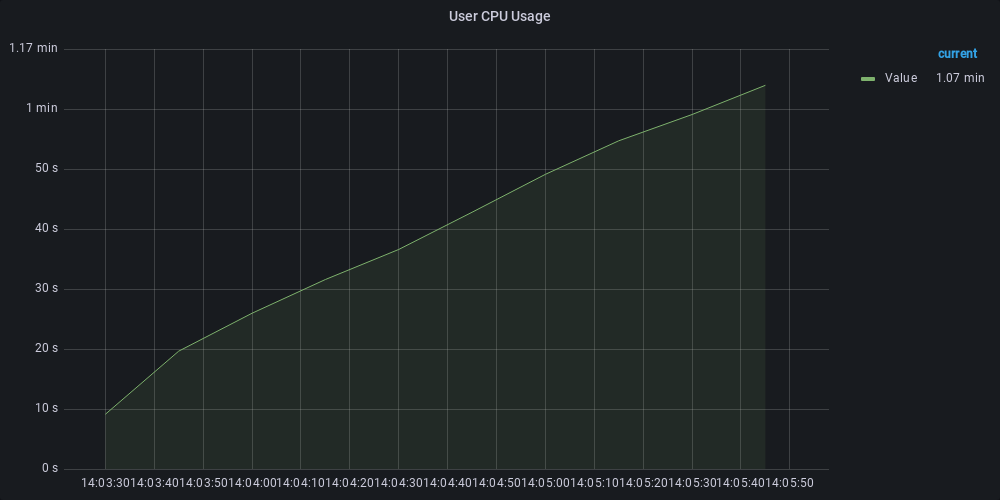 User CPU Usage
1.17 min
1 min
50 s
40 s
30 s
20 s
10 s
0 s
14:03:30 14:03:40 14:03:50 14:04:00 14:04:10 14:04:20 14:04:30 14:04:40 14:04:50 14:05:00 14:05:10 14:05:20 14:05:30 14:05:40 14:05:50
current
Value 1.07 min